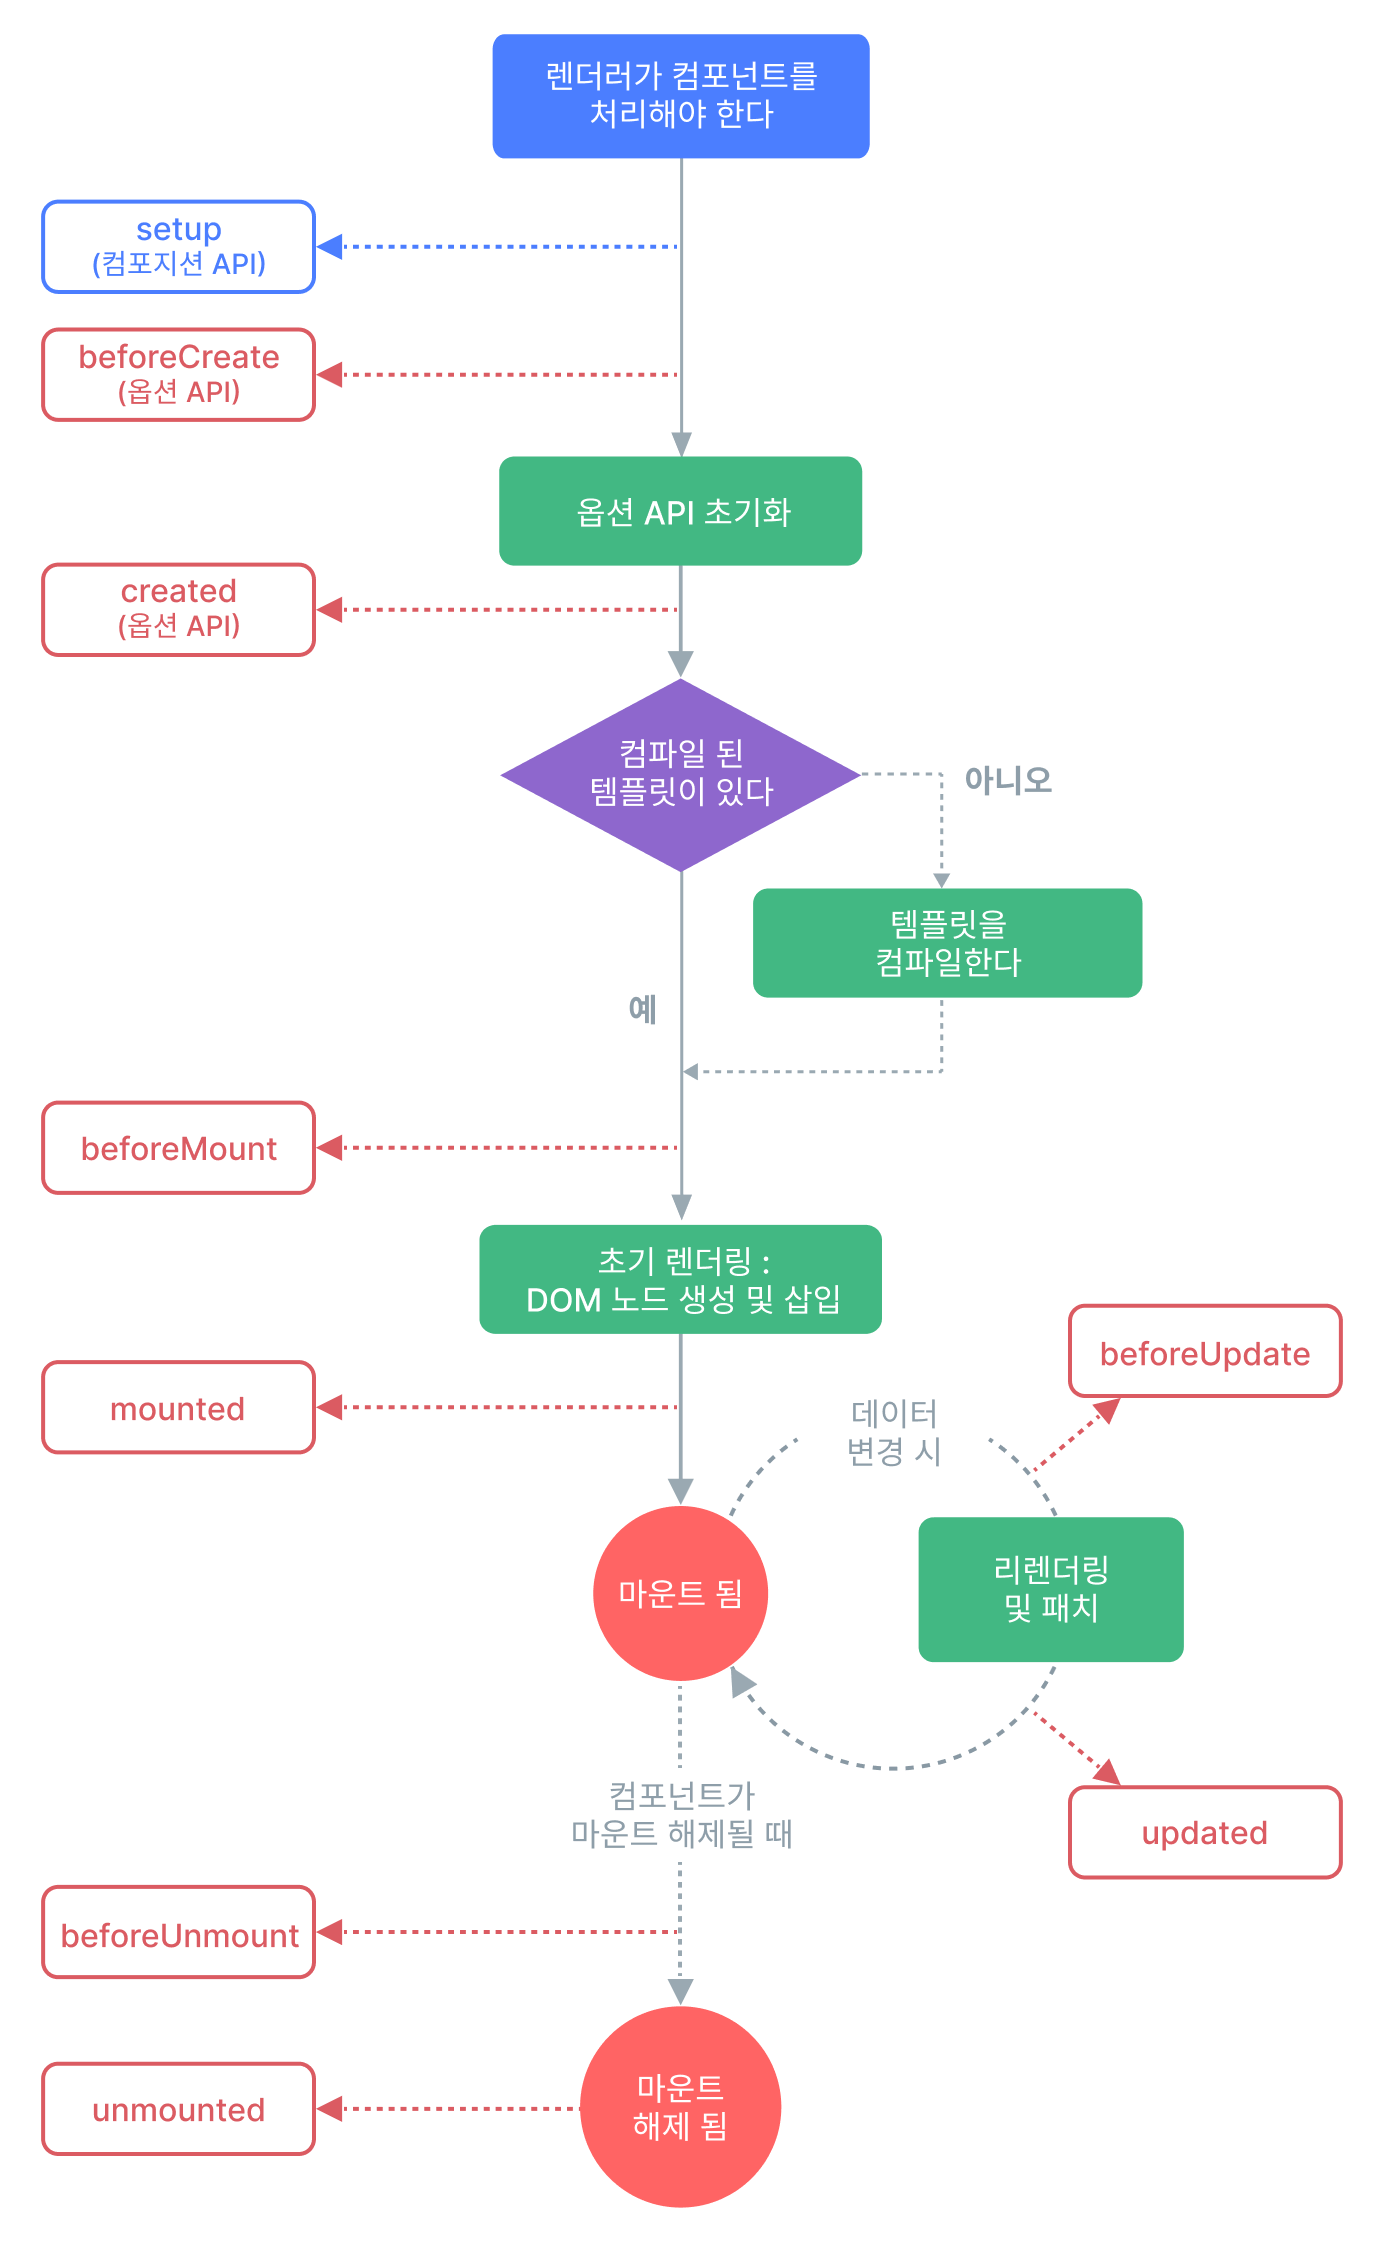 렌더러가 컴포넌트를
처리해야 한다
setup
(컴포지션 API)
beforeCreate
(옵션 API)
옵션 API 초기화
created
(옵션 API)
컴파일 된
템플릿이 있다
아니오
템플릿을
컴파일한다
예
beforeMount
초기 렌더링 :
DOM 노드 생성 및 삽입
mounted
beforeUpdate
데이터
변경 시
마운트 됨
리렌더링
및 패치
컴포넌트가
마운트 해제될 때
updated
beforeUnmount
마운트
해제 됨
unmounted